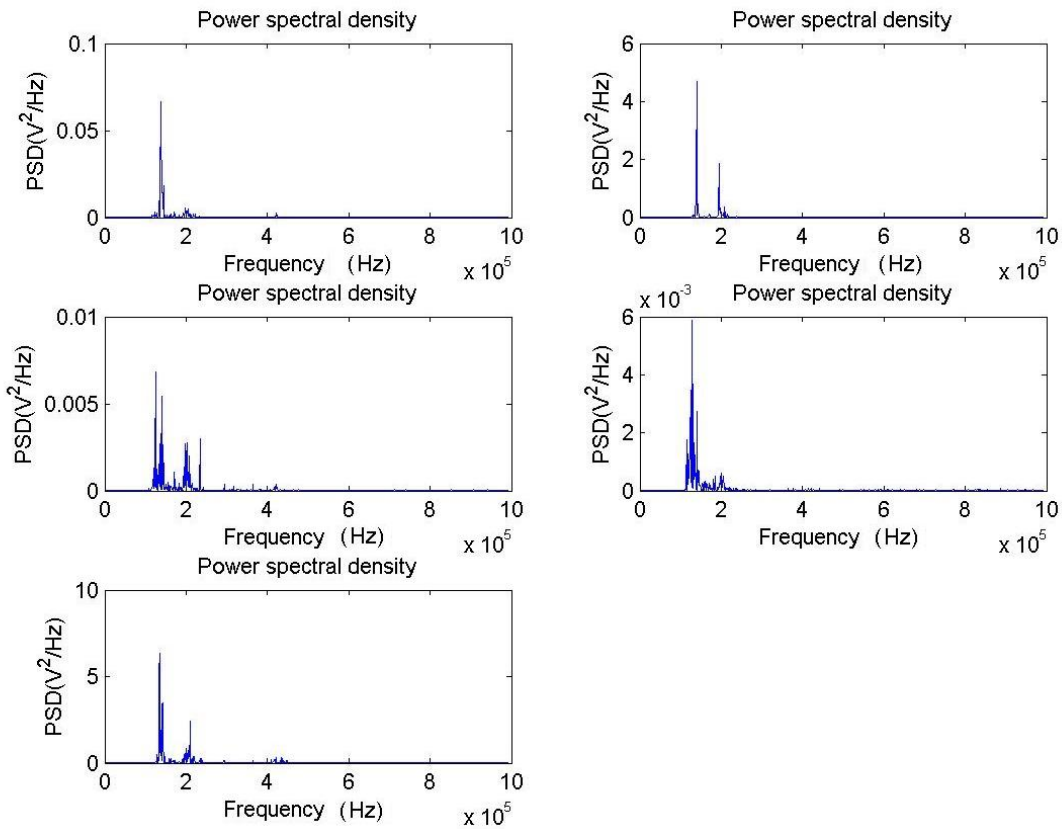 Power spectral density
0.1
0.05
0
PSD(V²/Hz)
0 2 4 6 8 10
Frequency (Hz)
x 10⁵
Power spectral density
6
4
2
0
PSD(V²/Hz)
0 2 4 6 8 10
Frequency (Hz)
x 10⁵
Power spectral density
0.01
0.005
0
PSD(V²/Hz)
0 2 4 6 8 10
Frequency (Hz)
x 10⁵
x 10⁻³
Power spectral density
6
4
2
0
PSD(V²/Hz)
0 2 4 6 8 10
Frequency (Hz)
x 10⁵
Power spectral density
10
5
0
PSD(V²/Hz)
0 2 4 6 8 10
Frequency (Hz)
x 10⁵